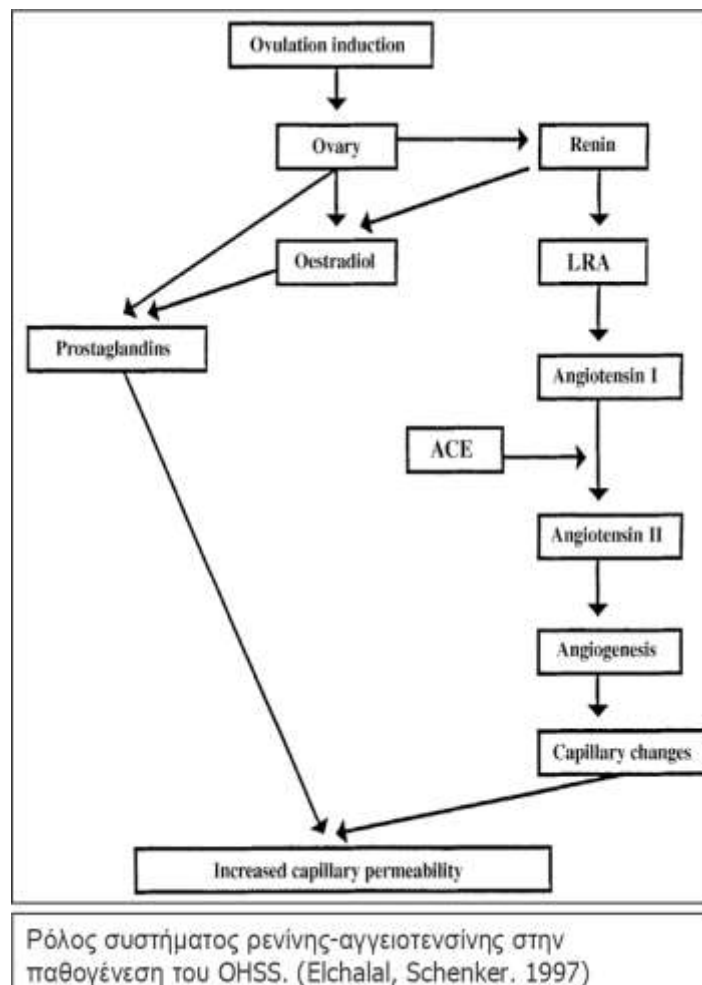 Ovulation induction
Ovary
Renin
Oestradiol
LRA
Prostaglandins
Angiotensin I
ACE
Angiotensin II
Angiogenesis
Capillary changes
Increased capillary permeability
Ρόλος συστήματος ρενίνης-αγγειοτενσίνης στην
παθογένεση του OHSS. (Elchalal, Schenker. 1997)